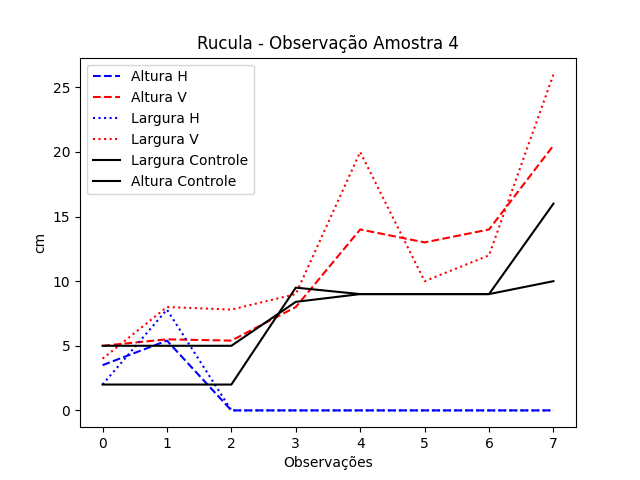 Rucula - Observação Amostra 4
Altura H
Altura V
Largura H
Largura V
Largura Controle
Altura Controle
25
20
15
10
5
0
cm
0 1 2 3 4 5 6 7
Observações